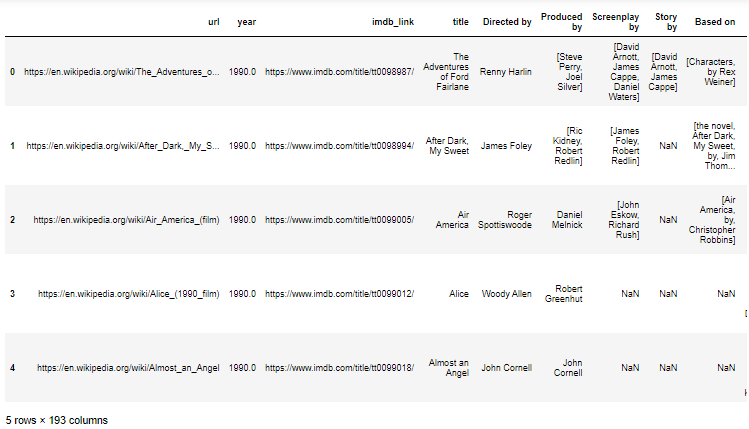 url year imdb_link title Directed by Produced by Screenplay by Story by Based on
0 https://en.wikipedia.org/wiki/The_Adventures_o... 1990.0 https://www.imdb.com/title/tt0098987/ The Adventures of Ford Fairlane Renny Harlin [Steve Perry, Joel Silver] [David Arnott, James Cappe, Daniel Waters] [David Arnott, James Cappe] [Characters, by Rex Weiner]
1 https://en.wikipedia.org/wiki/After_Dark,_My_S... 1990.0 https://www.imdb.com/title/tt0098994/ After Dark, My Sweet James Foley [Ric Kidney, Robert Redlin] [James Foley, Robert Redlin] NaN [the novel, After Dark, My Sweet, by, Jim Thom...
2 https://en.wikipedia.org/wiki/Air_America_(film) 1990.0 https://www.imdb.com/title/tt0099005/ Air America Roger Spottiswoode Daniel Melnick [John Eskow, Richard Rush] NaN [Air America, by, Christopher Robbins]
3 https://en.wikipedia.org/wiki/Alice_(1990_film) 1990.0 https://www.imdb.com/title/tt0099012/ Alice Woody Allen Robert Greenhut NaN NaN NaN
4 https://en.wikipedia.org/wiki/Almost_an_Angel 1990.0 https://www.imdb.com/title/tt0099018/ Almost an Angel John Cornell John Cornell NaN NaN NaN
5 rows × 193 columns